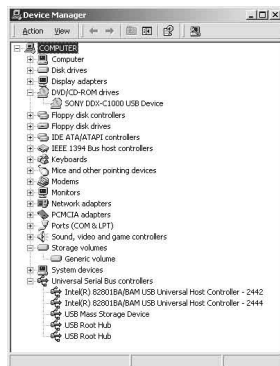 Device Manager
Action View
COMPUTER
Computer
Disk drives
Display adapters
DVD/CD-ROM drives
SONY DDX-C1000 USB Device
Floppy disk controllers
Floppy disk drives
IDE ATA/ATAPI controllers
IEEE 1394 Bus host controllers
Keyboards
Mice and other pointing devices
Modems
Monitors
Network adapters
PCMCIA adapters
Ports (COM & LPT)
Sound, video and game controllers
Storage volumes
Generic volume
System devices
Universal Serial Bus controllers
Intel(R) 82801BA/BAM USB Universal Host Controller - 2442
Intel(R) 82801BA/BAM USB Universal Host Controller - 2444
USB Mass Storage Device
USB Root Hub
USB Root Hub